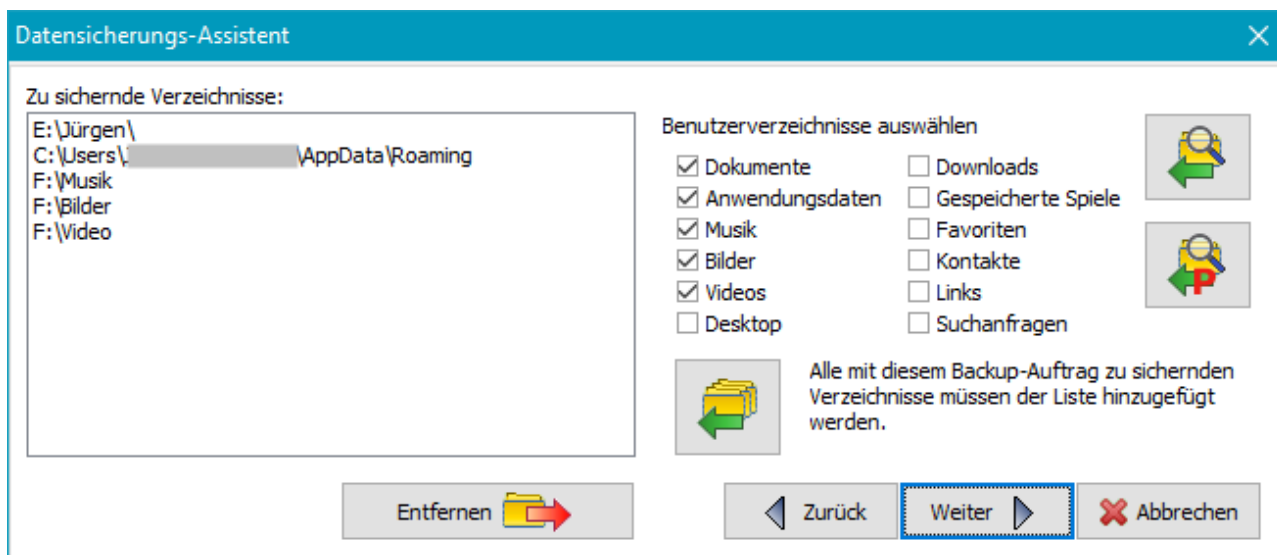 Datensicherungs-Assistent
Zu sichernde Verzeichnisse:
E:\Jürgen\
C:\Users\ \AppData\Roaming
F:\Musik
F:\Bilder
F:\Video
Benutzerverzeichnisse auswählen
Dokumente
Anwendungsdaten
Musik
Bilder
Videos
Desktop
Downloads
Gespeicherte Spiele
Favoriten
Kontakte
Links
Suchanfragen
P
Alle mit diesem Backup-Auftrag zu sichernden
Verzeichnisse müssen der Liste hinzugefügt
werden.
Entfernen
Zurück
Weiter
Abbrechen